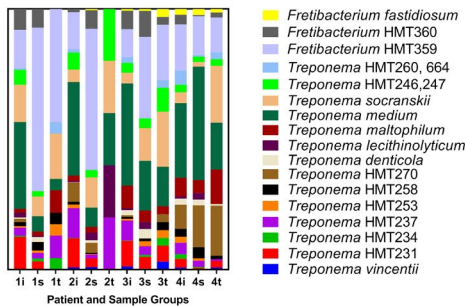 Fretibacterium fastidiosum
Fretibacterium HMT360
Fretibacterium HMT359
Treponema HMT260, 664
Treponema HMT246,247
Treponema socranskii
Treponema medium
Treponema maltophilum
Treponema lecithinolyticum
Treponema denticola
Treponema HMT270
Treponema HMT258
Treponema HMT253
Treponema HMT237
Treponema HMT234
Treponema HMT231
Treponema vincentii
1i 1s 1t 2i 2s 2t 3i 3s 3t 4i 4s 4t
Patient and Sample Groups